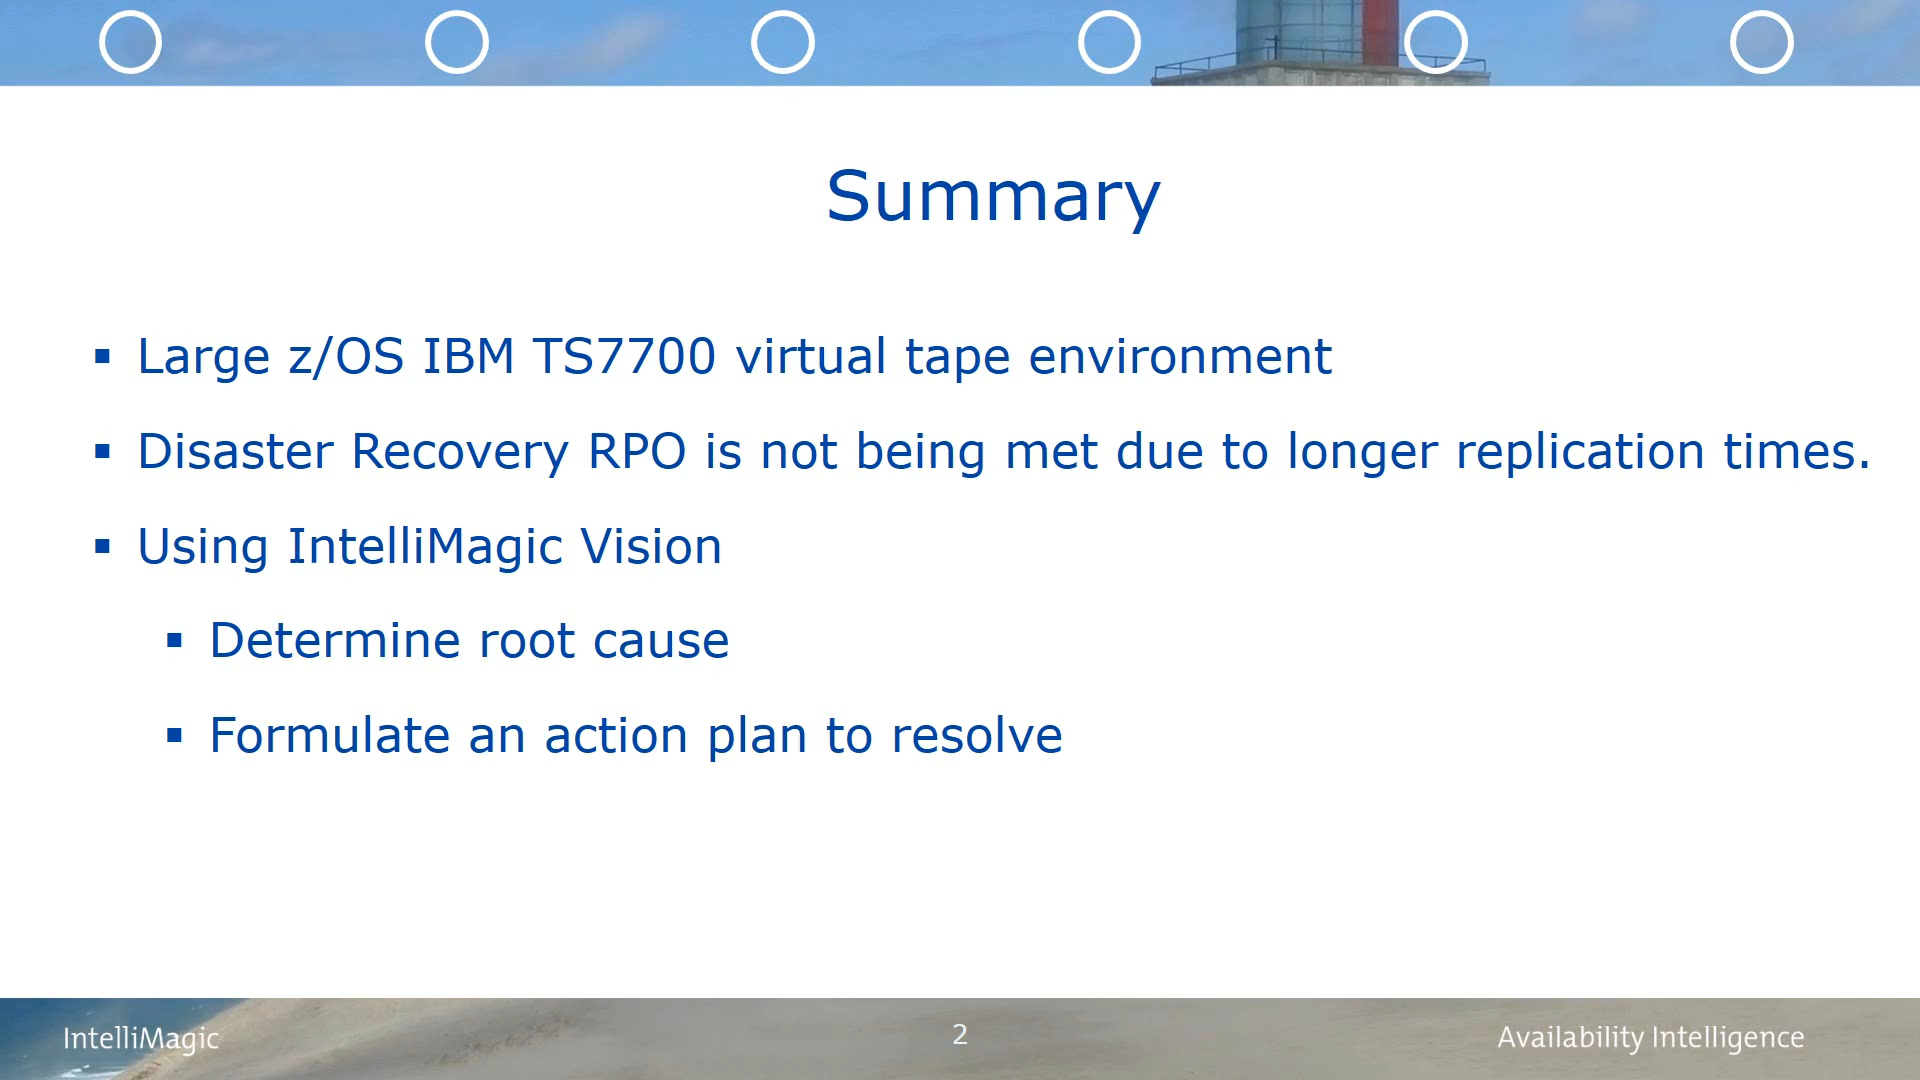 Summary
▪ Large z/OS IBM TS7700 virtual tape environment
▪ Disaster Recovery RPO is not being met due to longer replication times.
▪ Using IntelliMagic Vision
▪ Determine root cause
▪ Formulate an action plan to resolve
IntelliMagic
2
Availability Intelligence